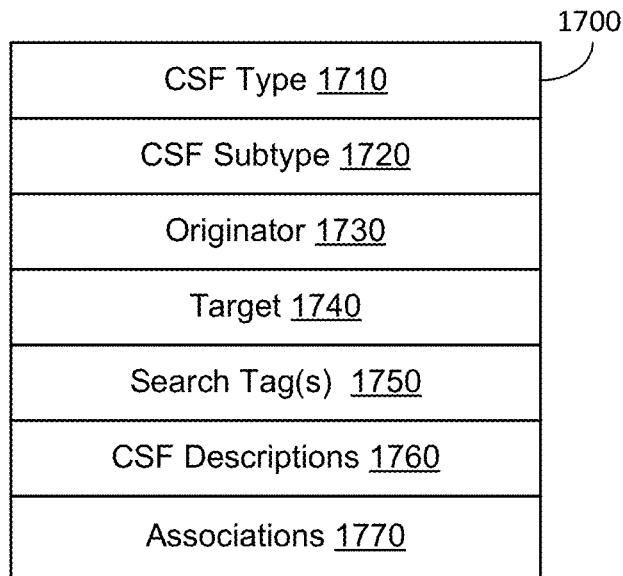 1700
CSF Type 1710
CSF Subtype 1720
Originator 1730
Target 1740
Search Tag(s) 1750
CSF Descriptions 1760
Associations 1770